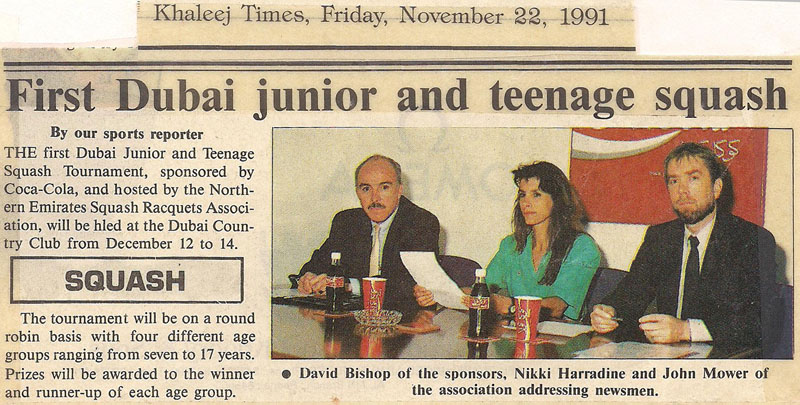 Khaleej Times, Friday, November 22, 1991
First Dubai junior and teenage squash
By our sports reporter
THE first Dubai Junior and Teenage
Squash Tournament, sponsored by
Coca-Cola, and hosted by the North-
ern Emirates Squash Racquets Associ-
ation, will be hled at the Dubai Coun-
try Club from December 12 to 14.
SQUASH
The tournament will be on a round
robin basis with four different age
groups ranging from seven to 17 years.
Prizes will be awarded to the winner
and runner-up of each age group.
● David Bishop of the sponsors, Nikki Harradine and John Mower of
the association addressing newsmen.